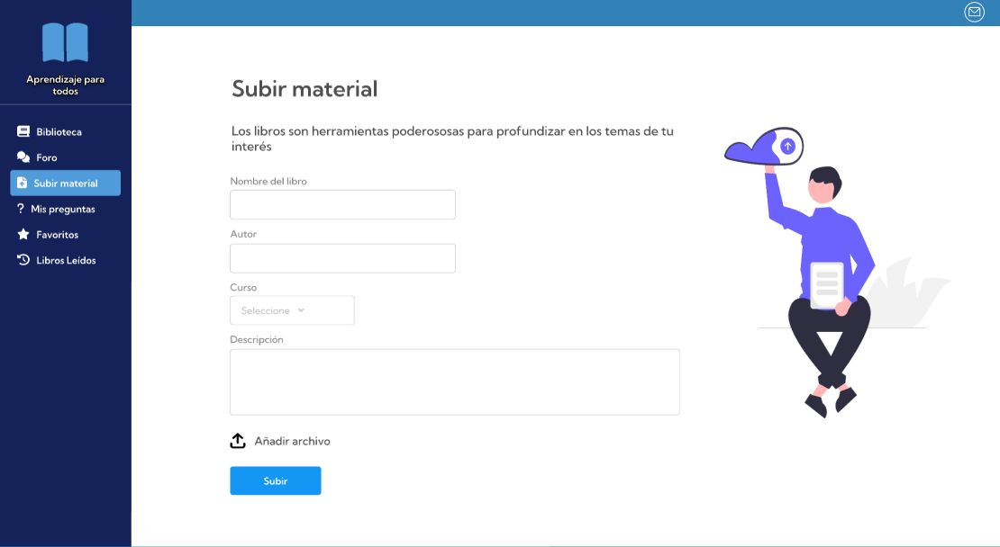 Aprendizaje para
todos
Biblioteca
Foro
Subir material
? Mis preguntas
Favoritos
Libros Leídos
Subir material
Los libros son herramientas poderososas para profundizar en los temas de tu
interés
Nombre del libro
Autor
Curso
Seleccione
Descripción
Añadir archivo
Subir